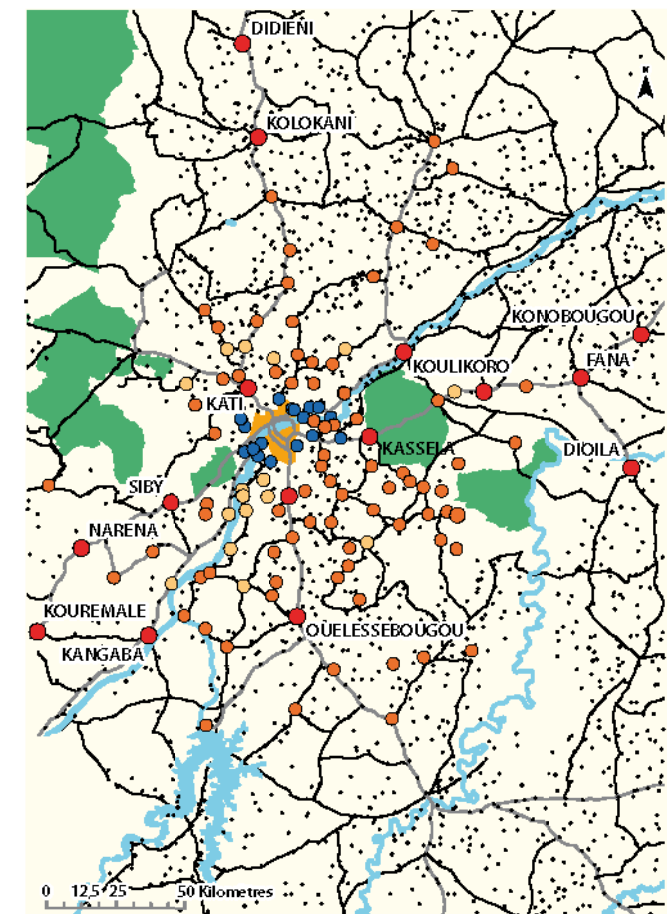 DIDIENI
KOLOKANI
KONOBOUGOU
KOULIKORO
FANA
KATI
KASSELA
DIOILA
SIBY
NARENA
KOUREMALE
OUELESSEBOUGOU
KANGABA
0 12,5 25 50 Kilometres